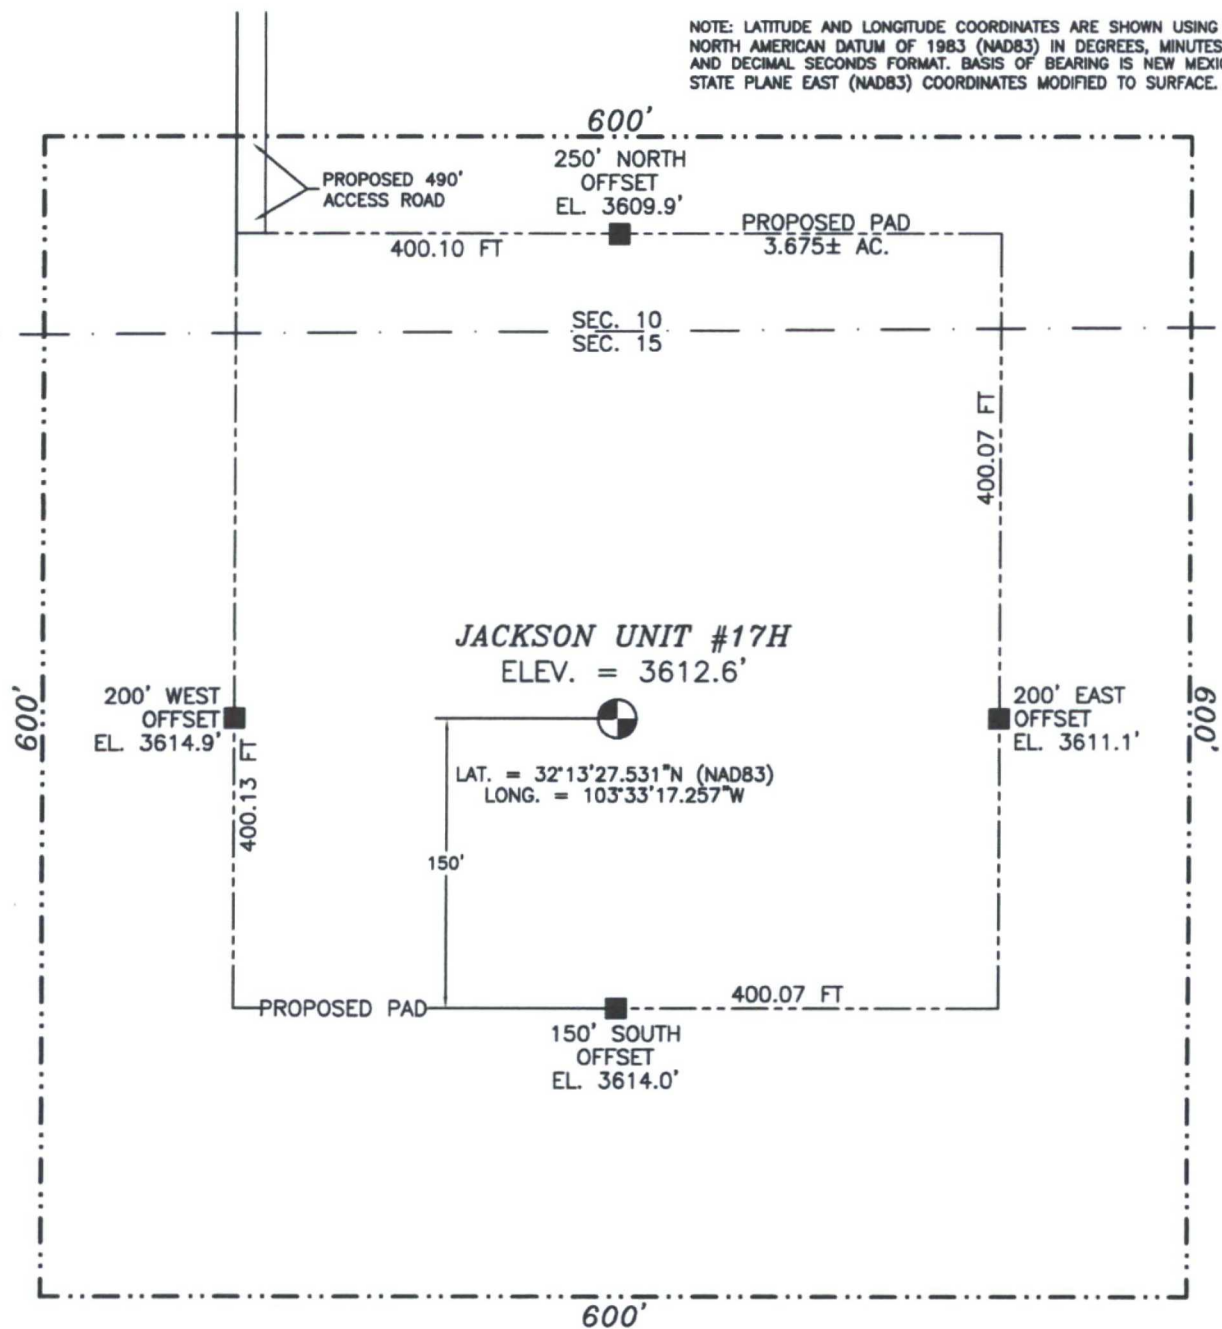 NOTE: LATITUDE AND LONGITUDE COORDINATES ARE SHOWN USING
NORTH AMERICAN DATUM OF 1983 (NAD83) IN DEGREES, MINUTES
AND DECIMAL SECONDS FORMAT. BASIS OF BEARING IS NEW
STATE PLANE EAST (NAD83) COORDINATES MODIFIED TO SURFACE.
600'
250' NORTH
OFFSET
EL. 3609.9'
PROPOSED 490'
ACCESS ROAD
400.10 FT
PROPOSED PAD
3.675± AC.
SEC. 10
SEC. 15
400.07 FT
JACKSON UNIT #17H
ELEV. = 3612.6'
600'
200' WEST
OFFSET
EL. 3614.9'
200' EAST
OFFSET
EL. 3611.1'
600'
LAT. = 32°13'27.531"N (NAD83)
LONG. = 103°33'17.257"W
400.13 FT
150'
PROPOSED PAD
400.07 FT
150' SOUTH
OFFSET
EL. 3614.0'
600'